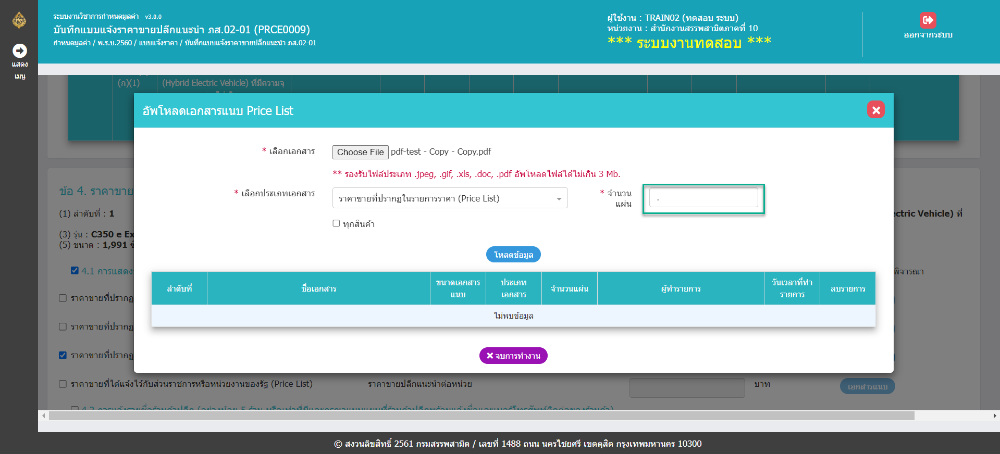 ระบบงานวิชาการกำหนดมูลค่า v3.0.0
บันทึกแบบแจ้งราคาขายปลีกแนะนำ ภส.02-01 (PRCE0009)
กำหนดมูลค่า / พ.ร.บ.2560 / แบบแจ้งราคา / บันทึกแบบแจ้งราคาขายปลีกแนะนำ ภส.02-01
ผู้ใช้งาน : TRAIN02 (ทดสอบ ระบบ)
หน่วยงาน : สำนักงานสรรพสามิตภาคที่ 10
*** ระบบงานทดสอบ ***
ออกจากระบบ
แสดง
เมนู
(ก)(1)
(Hybrid Electric Vehicle) ที่มีความจุ
อัพโหลดเอกสารแนบ Price List
* เลือกเอกสาร
Choose File pdf-test - Copy - Copy.pdf
** รองรับไฟล์ประเภท .jpeg, .gif, .xls, .doc, .pdf อัพโหลดไฟล์ได้ไม่เกิน 3 Mb.
* เลือกประเภทเอกสาร
ราคาขายที่ปรากฏในรายการราคา (Price List)
* จำนวน
แผ่น
.
ทุกสินค้า
โหลดข้อมูล
ลำดับที่ ชื่อเอกสาร ขนาดเอกสารแนบ ประเภทเอกสาร จำนวนแผ่น ผู้ทำรายการ วันเวลาที่ทำรายการ ลบรายการ
ไม่พบข้อมูล
จบการทำงาน
ข้อ 4. ราคาขาย
(1) ลำดับที่ : 1
ectric Vehicle) ที่
(3) รุ่น : C350 e Ex
(5) ขนาด : 1,991
4.1 การแสดง
พิจารณา
ราคาขายที่ปรากฏ
ราคาขายที่ปรากฏ
ราคาขายที่ปรากฏ
ราคาขายที่ได้แจ้งไว้กับส่วนราชการหรือหน่วยงานของรัฐ (Price List) ราคาขายปลีกแนะนำต่อหน่วย บาท เอกสารแนบ
© สงวนลิขสิทธิ์ 2561 กรมสรรพสามิต / เลขที่ 1488 ถนน นครไชยศรี เขตดุสิต กรุงเทพมหานคร 10300